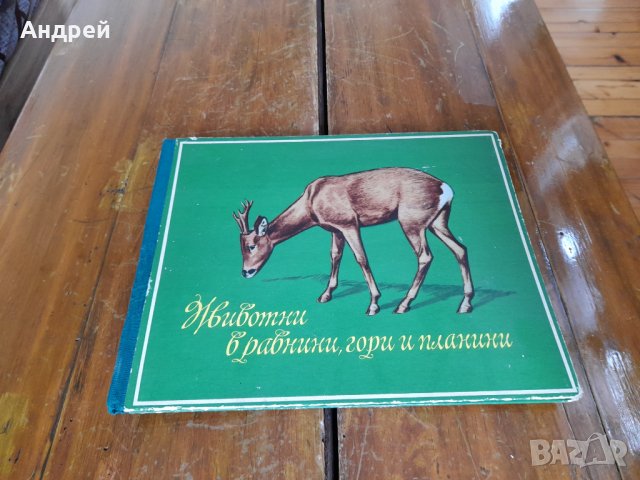 Андрей
Животни
в равнини, гори и планини
BAZAR